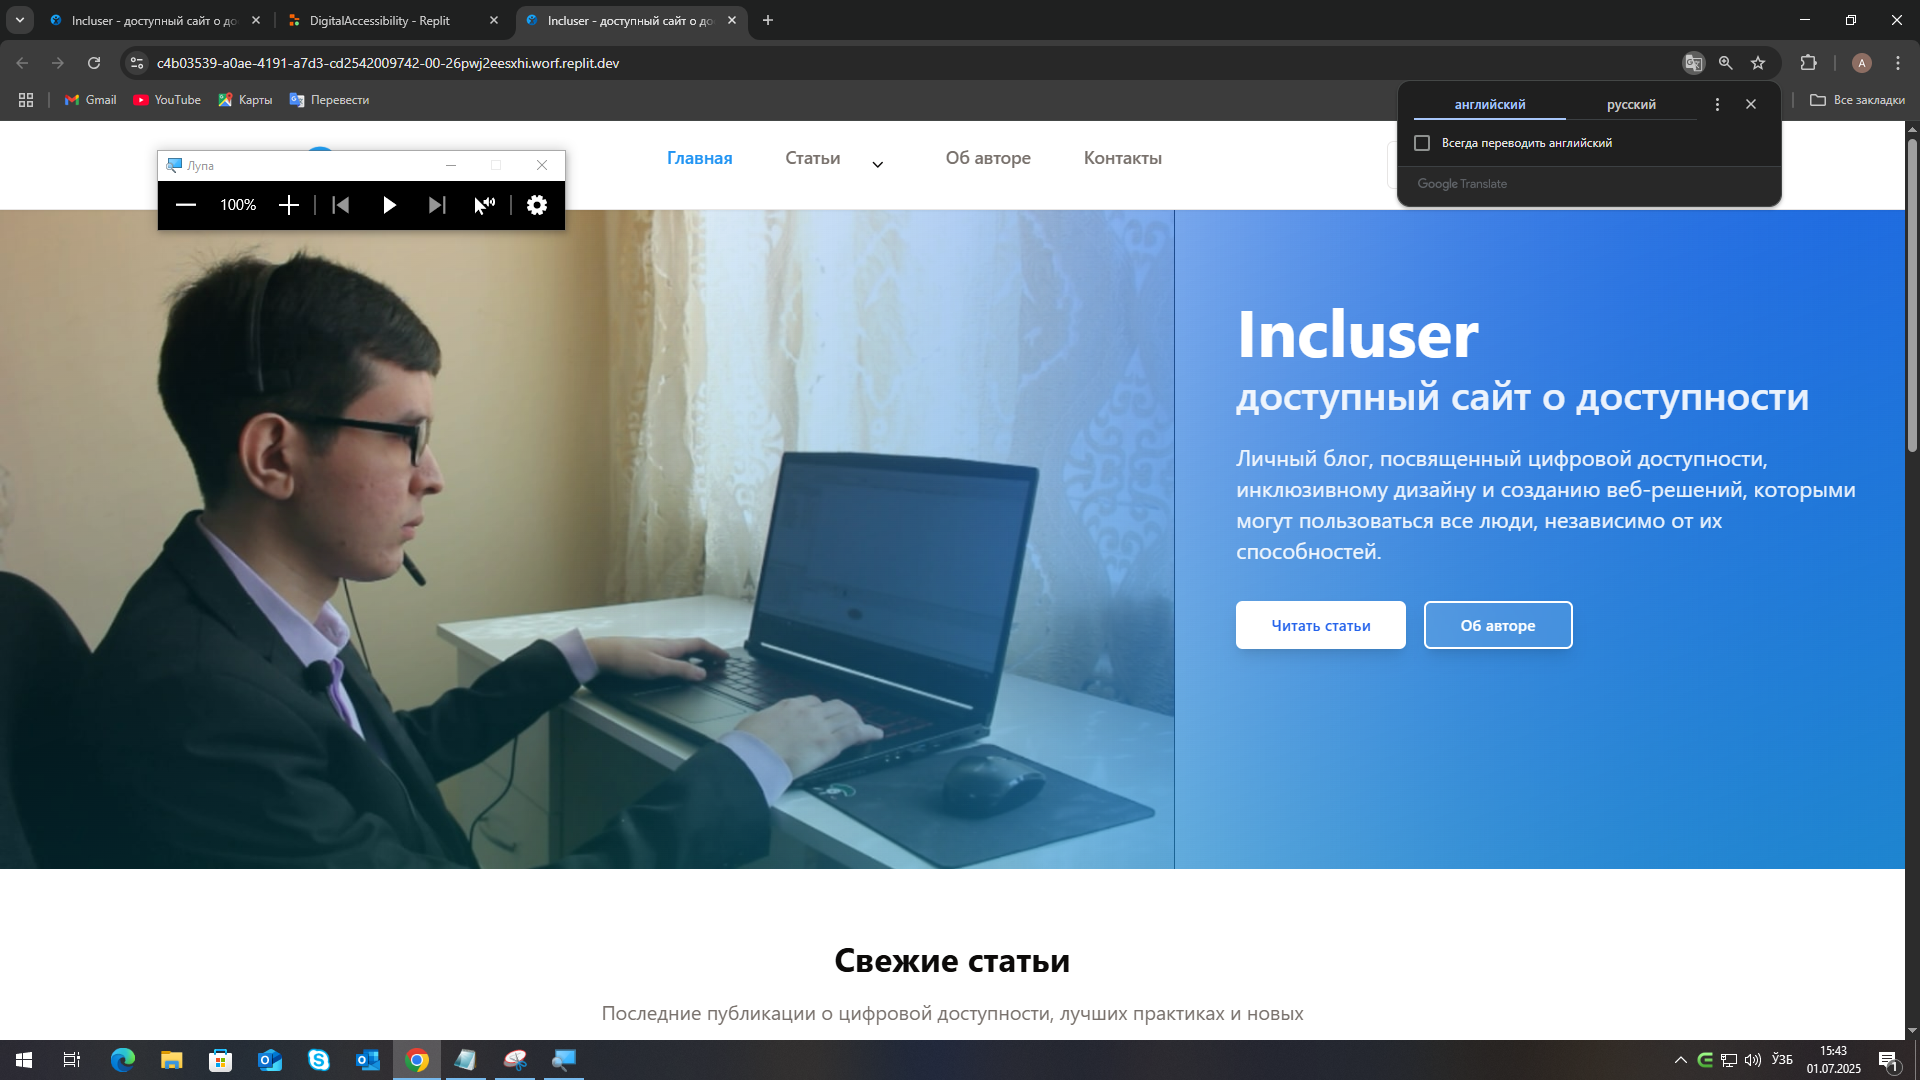 Incluser - доступный сайт о до
DigitalAccessibility - Replit
Incluser - доступный сайт о до
c4b03539-a0ae-4191-a7d3-cd2542009742-00-26pwj2eesxhi.worf.replit.dev
A
Gmail
YouTube
Карты
Перевести
Все закладки
английский
русский
Всегда переводить английский
Google Translate
Лупа
100%
Главная
Статьи
Об авторе
Контакты
Incluser
доступный сайт о доступности
Личный блог, посвященный цифровой доступности,
инклюзивному дизайну и созданию веб-решений, которыми
могут пользоваться все люди, независимо от их
способностей.
Читать статьи
Об авторе
Свежие статьи
Последние публикации о цифровой доступности, лучших практиках и новых
ЎЗБ
15:43
01.07.2025
1